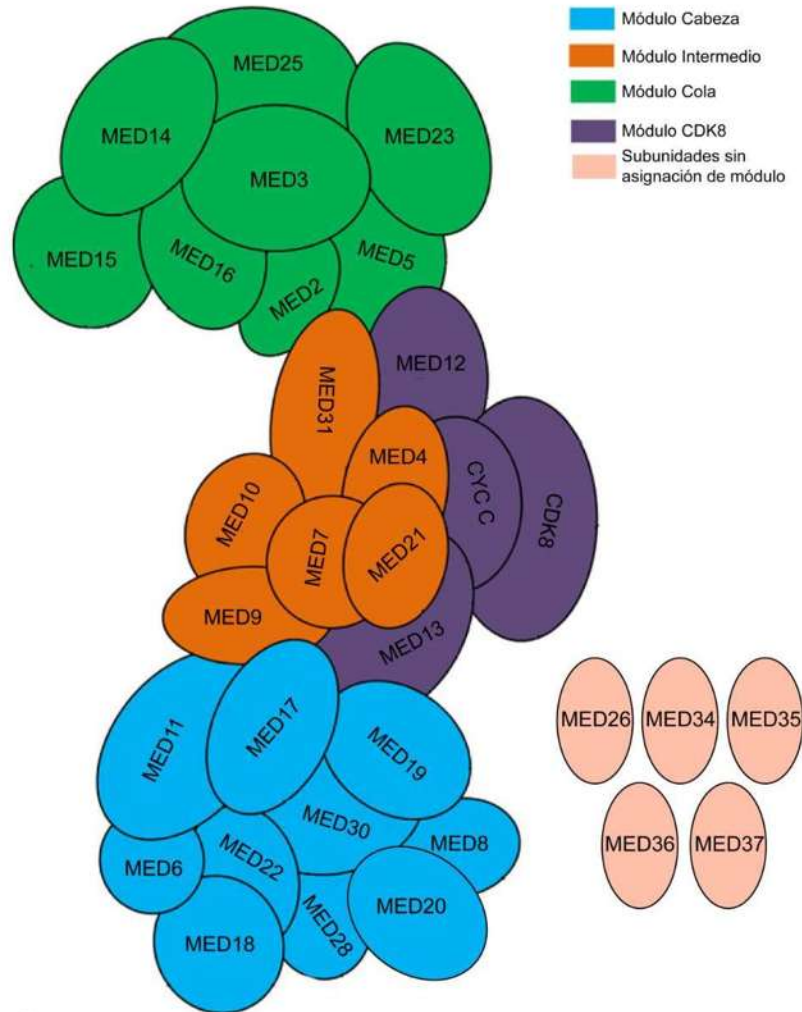 Módulo Cabeza
Módulo Intermedio
Módulo Cola
Módulo CDK8
Subunidades sin
asignación de módulo
MED25
MED14
MED23
MED3
MED15
MED16
MED5
MED2
MED12
MED31
MED4
CYC C
CDK8
MED10
MED7
MED21
MED9
MED13
MED17
MED11
MED19
MED26
MED34
MED35
MED30
MED8
MED6
MED22
MED36
MED37
MED20
MED28
MED18